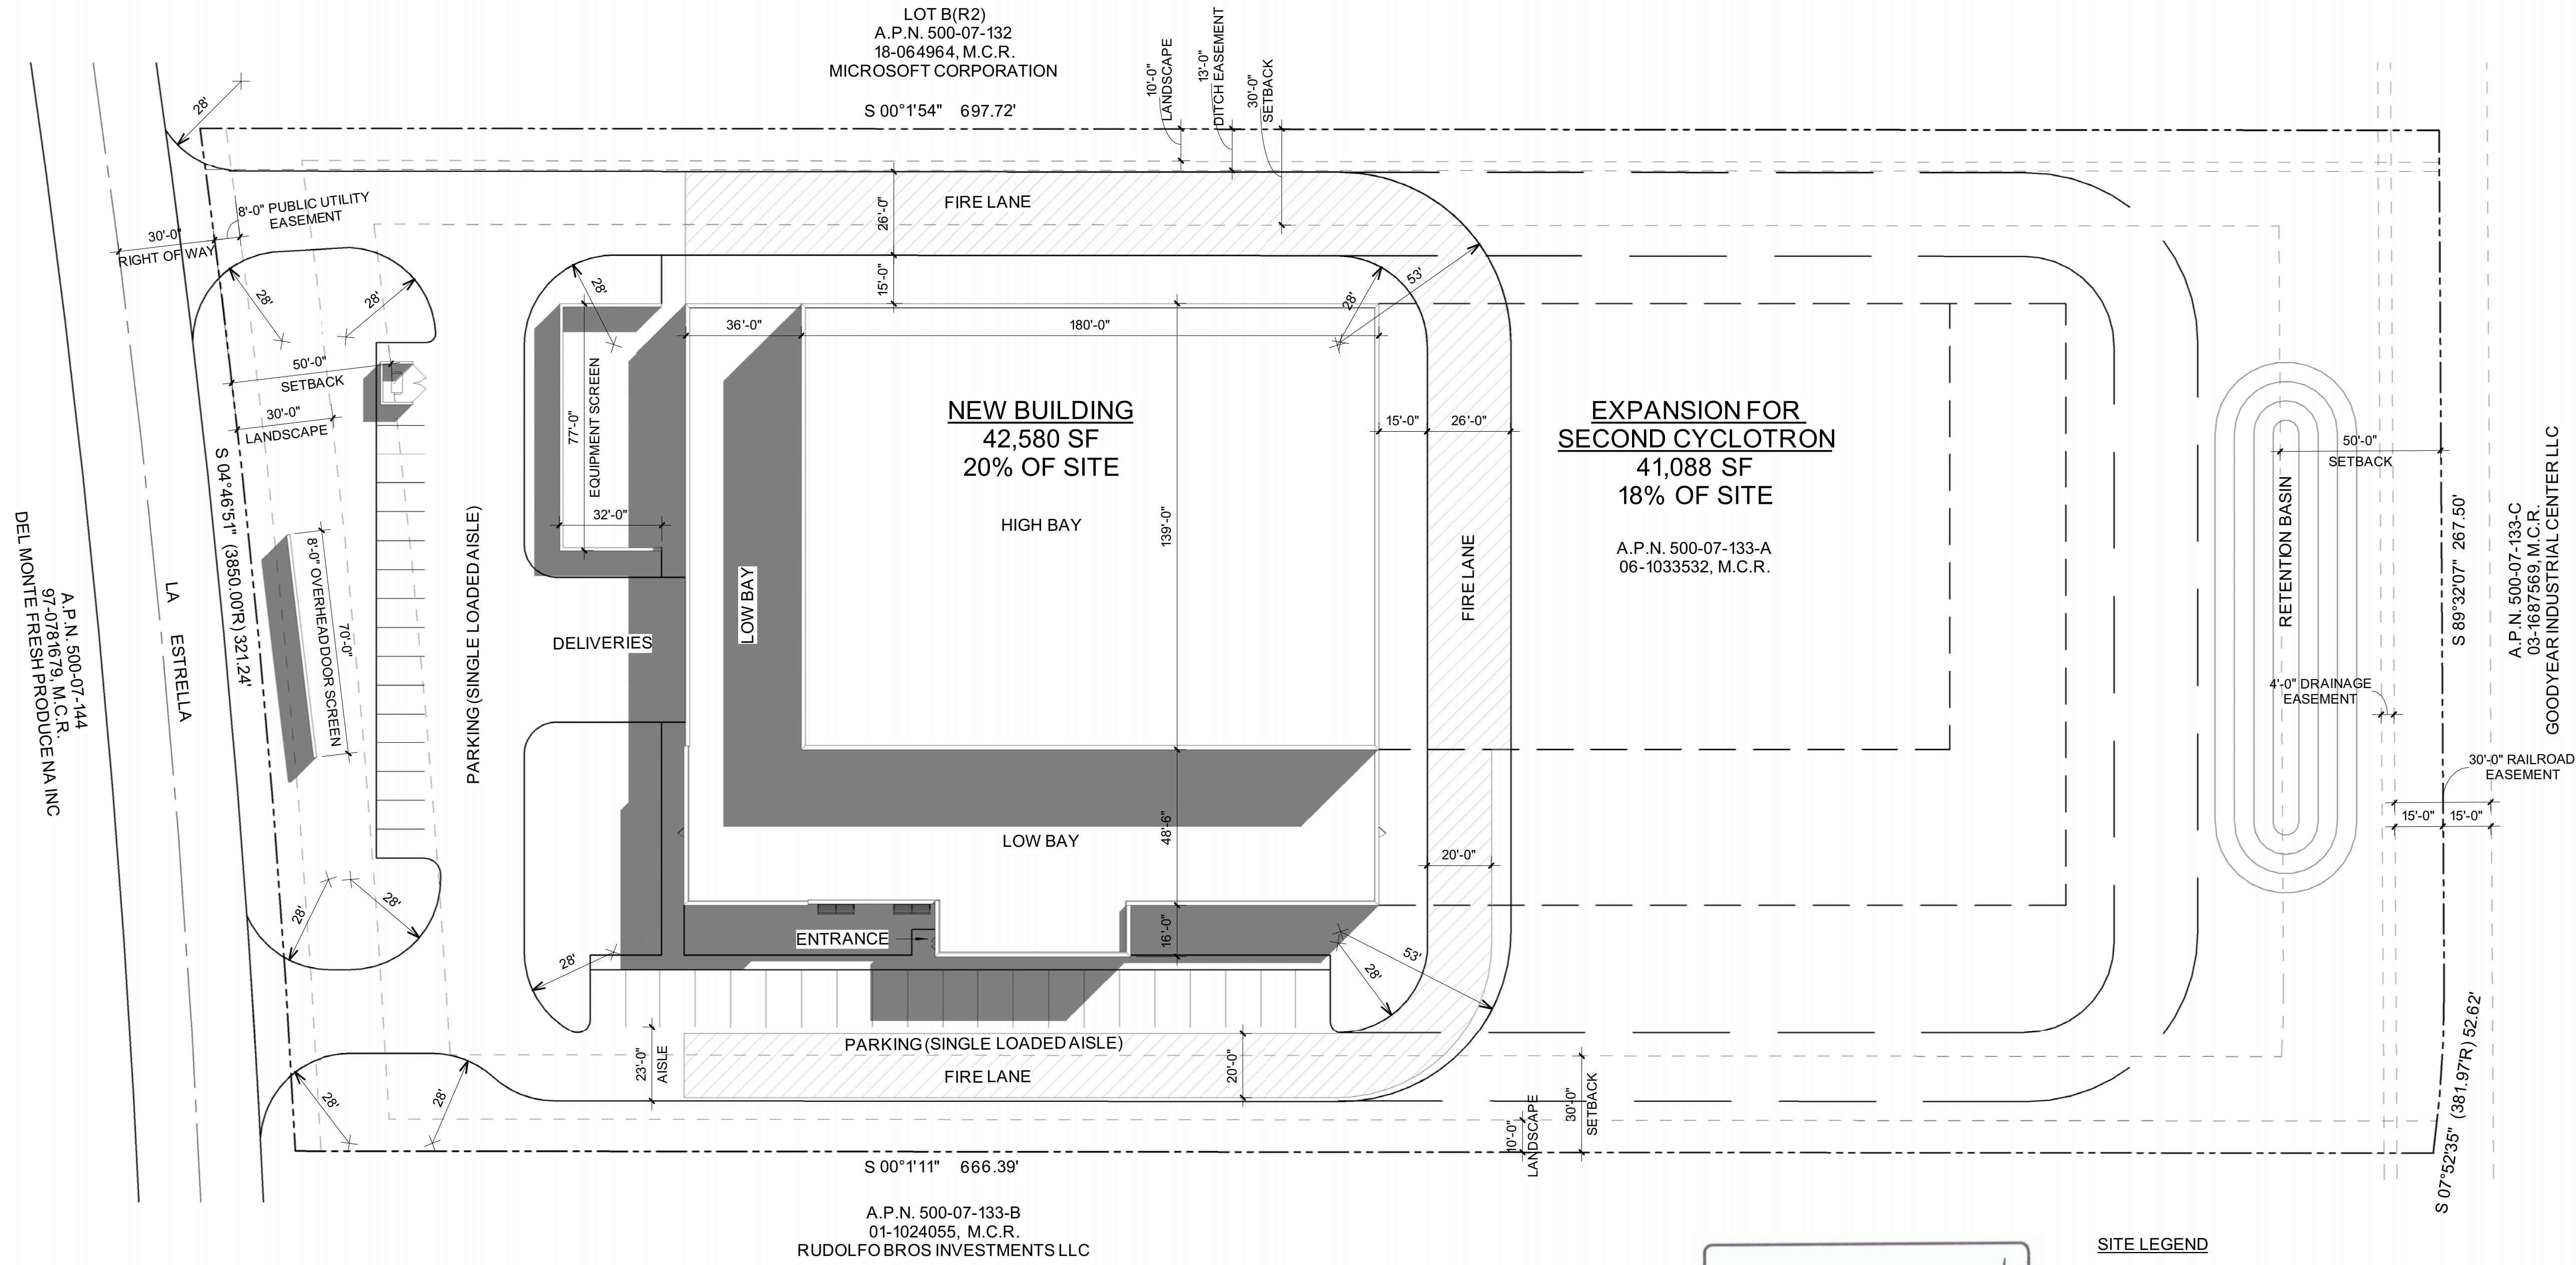 LOT B(R2)
A.P.N. 500-07-132
18-064964, M.C.R.
MICROSOFT CORPORATION
S 00°1'54" 697.72'
10'-0"
LANDSCAPE
13'-0"
DITCH EASEMENT
30'-0"
SETBACK
28'
8'-0" PUBLIC UTILITY
EASEMENT
30'-0"
RIGHT OF WAY
28'
28'
50'-0"
SETBACK
30'-0"
LANDSCAPE
S 04°46'51" (3850.00'R) 321.24'
LA ESTRELLA
A.P.N. 500-07-144
97-0781679, M.C.R.
DEL MONTE FRESH PRODUCE NA INC
8'-0" OVERHEAD DOOR SCREEN
70'-0"
PARKING (SINGLE LOADED AISLE)
28'
28'
28'
28'
FIRE LANE
26'-0"
15'-0"
28'
36'-0"
180'-0"
28'
53'
77'-0"
EQUIPMENT SCREEN
32'-0"
NEW BUILDING
42,580 SF
20% OF SITE
HIGH BAY
139'-0"
LOW BAY
DELIVERIES
LOW BAY
48'-6"
16'-0"
ENTRANCE
28'
28'
53'
15'-0"
26'-0"
FIRE LANE
20'-0"
EXPANSION FOR
SECOND CYCLOTRON
41,088 SF
18% OF SITE
A.P.N. 500-07-133-A
06-1033532, M.C.R.
RETENTION BASIN
50'-0"
SETBACK
4'-0" DRAINAGE
EASEMENT
30'-0" RAILROAD
EASEMENT
15'-0"
15'-0"
S 89°32'07" 267.50'
A.P.N. 500-07-133-C
03-1687569, M.C.R.
GOODYEAR INDUSTRIAL CENTER LLC
S 07°52'35" (381.97'R) 52.62'
23'-0"
AISLE
PARKING (SINGLE LOADED AISLE)
FIRE LANE
20'-0"
10'-0"
LANDSCAPE
30'-0"
SETBACK
S 00°1'11" 666.39'
A.P.N. 500-07-133-B
01-1024055, M.C.R.
RUDOLFO BROS INVESTMENTS LLC
SITE LEGEND